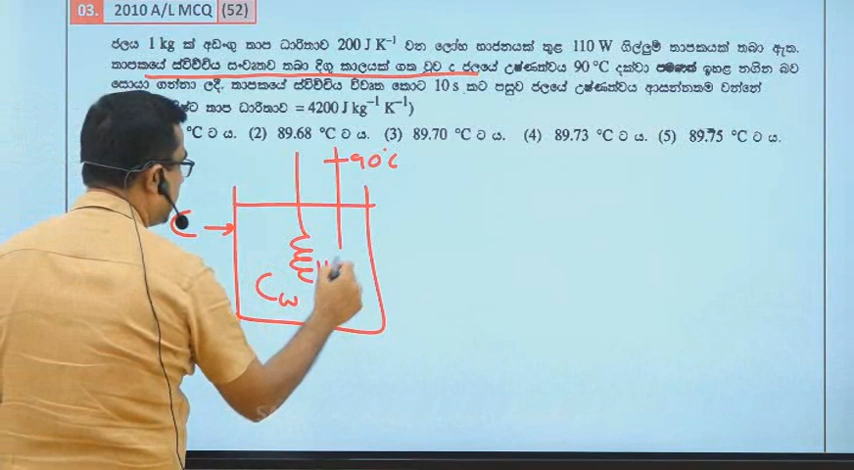 03. 2010 A/L MCQ (52)
ජලය 1 kg ක් අඩංගු තාප ධාරිතාව 200 J K⁻¹ වන ලෝහ භාජනයක් තුළ 110 W ගිල්ලුම් තාපකයක් තබා ඇත.
තාපකයේ ස්විච්චිය සංවෘතව තබා දිගු කාලයක් ගත වුව ද ජලයේ උෂ්ණත්වය 90 °C දක්වා පමණක් ඉහළ නගින බව
සොයා ගන්නා ලදී. තාපකයේ ස්විච්චිය විවෘත කොට 10 s කට පසුව ජලයේ උෂ්ණත්වය ආසන්නතම වන්නේ
තාප ධාරිතාව = 4200 J kg⁻¹ K⁻¹)
°C ට ය. (2) 89.68 °C ට ය. (3) 89.70 °C ට ය. (4) 89.73 °C ට ය. (5) 89.75 °C ට ය.
90°C
C
Cw